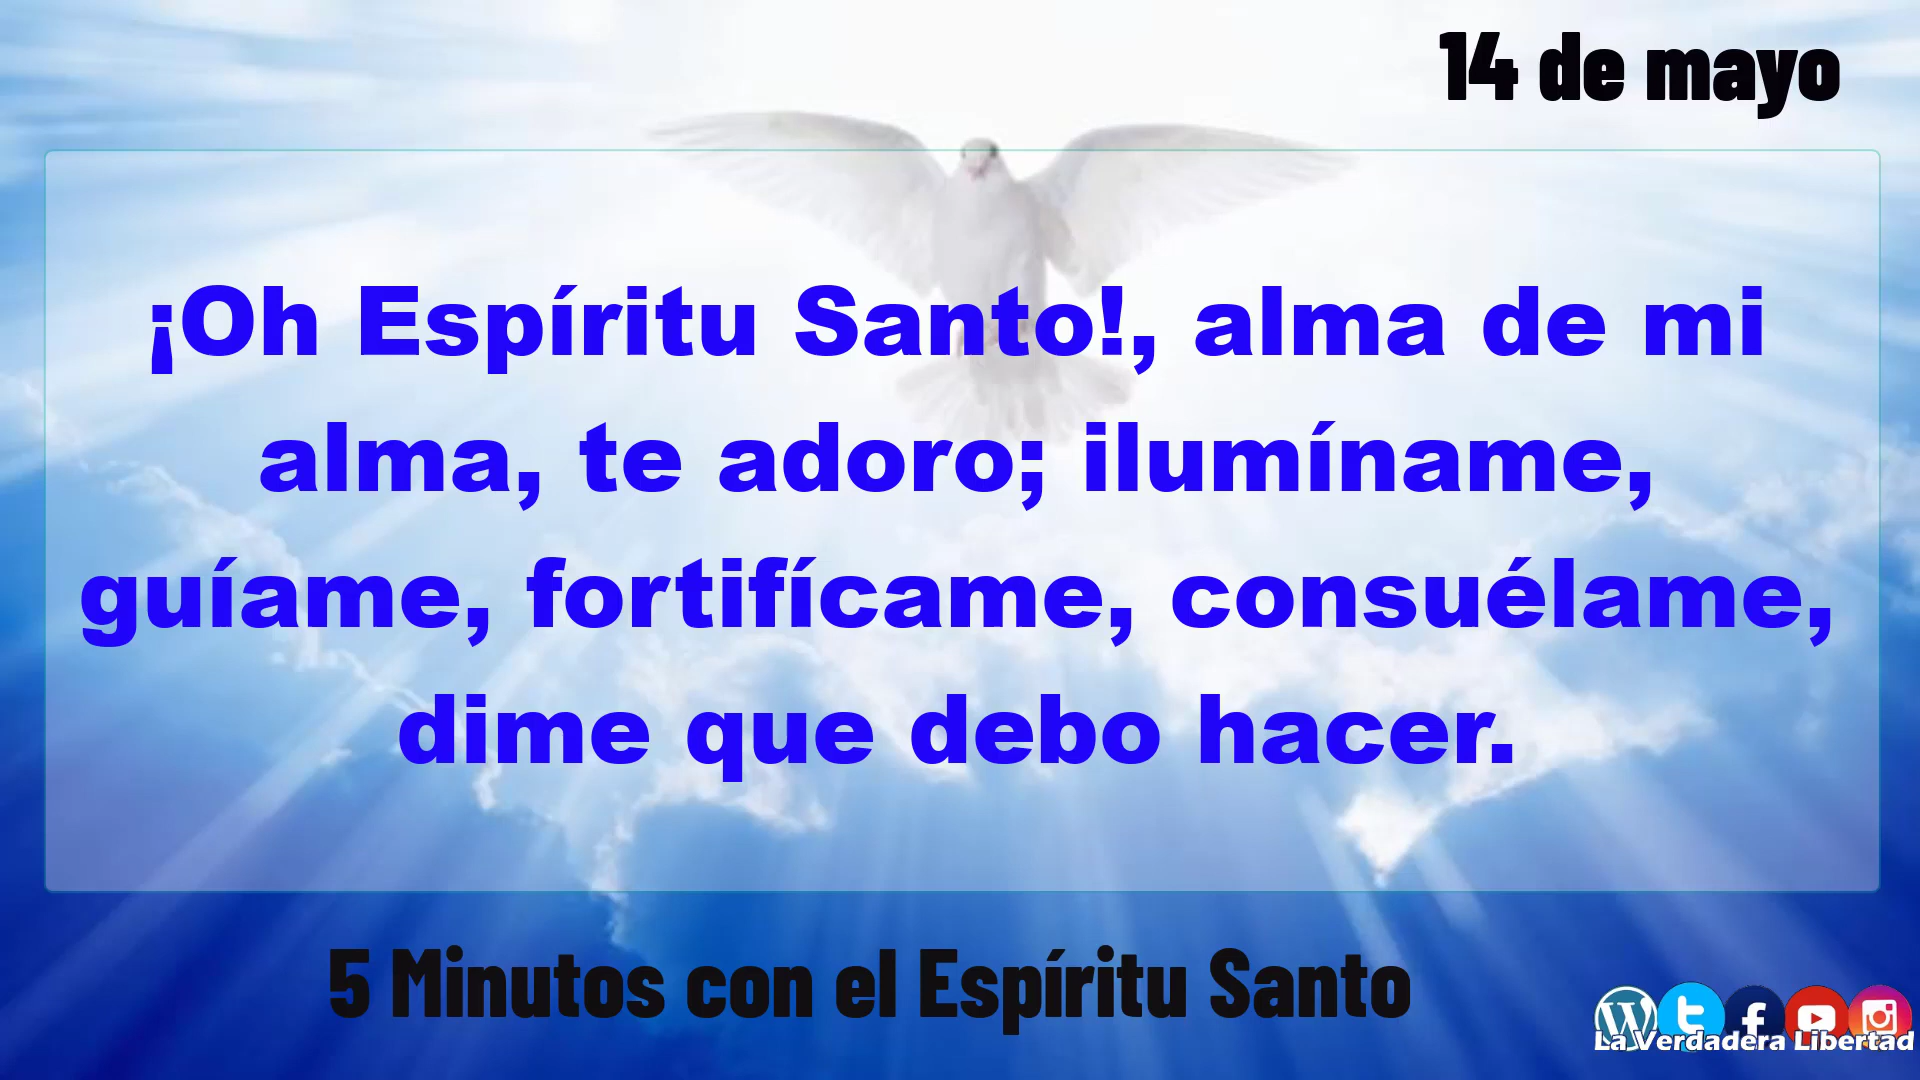 14 de mayo
¡Oh Espíritu Santo!, alma de mi
alma, te adoro; ilumíname,
guíame, fortifícame, consuélame,
dime que debo hacer.
5 Minutos con el Espíritu Santo
La Verdadera Libertad